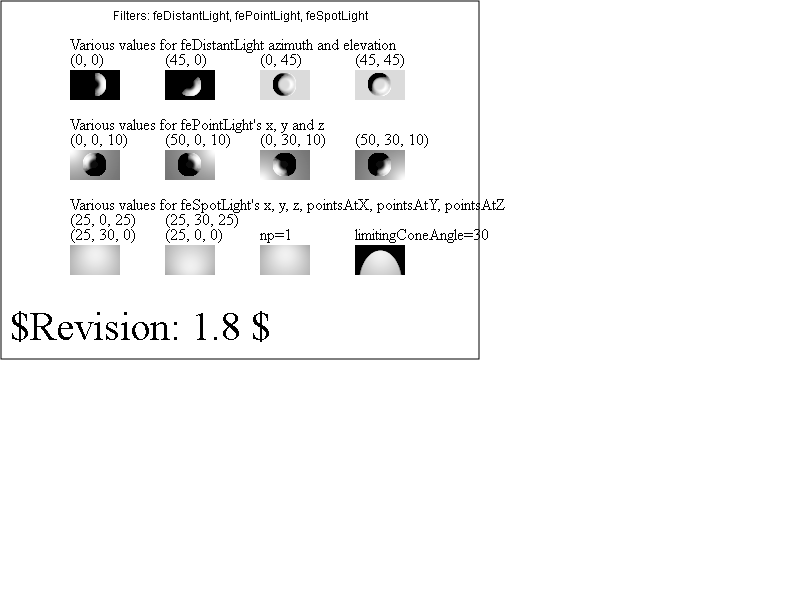 Filters: feDistantLight, fePointLight, feSpotLight
Various values for feDistantLight azimuth and elevation
(0, 0) (45, 0) (0, 45) (45, 45)
Various values for fePointLight's x, y and z
(0, 0, 10) (50, 0, 10) (0, 30, 10) (50, 30, 10)
Various values for feSpotLight's x, y, z, pointsAtX, pointsAtY, pointsAtZ
(25, 0, 25) (25, 30, 25)
(25, 30, 0) (25, 0, 0) np=1 limitingConeAngle=30
$Revision: 1.8 $